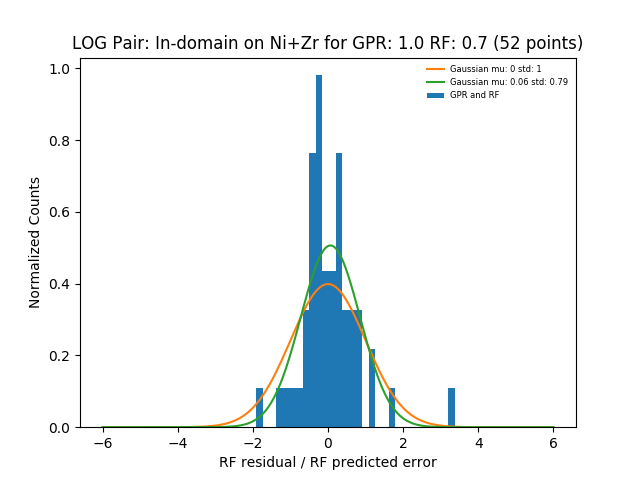 LOG Pair: In-domain on Ni+Zr for GPR: 1.0 RF: 0.7 (52 points)
Gaussian mu: 0 std: 1
Gaussian mu: 0.06 std: 0.79
GPR and RF
Normalized Counts
1.0
0.8
0.6
0.4
0.2
0.0
−6 −4 −2 0 2 4 6
RF residual / RF predicted error